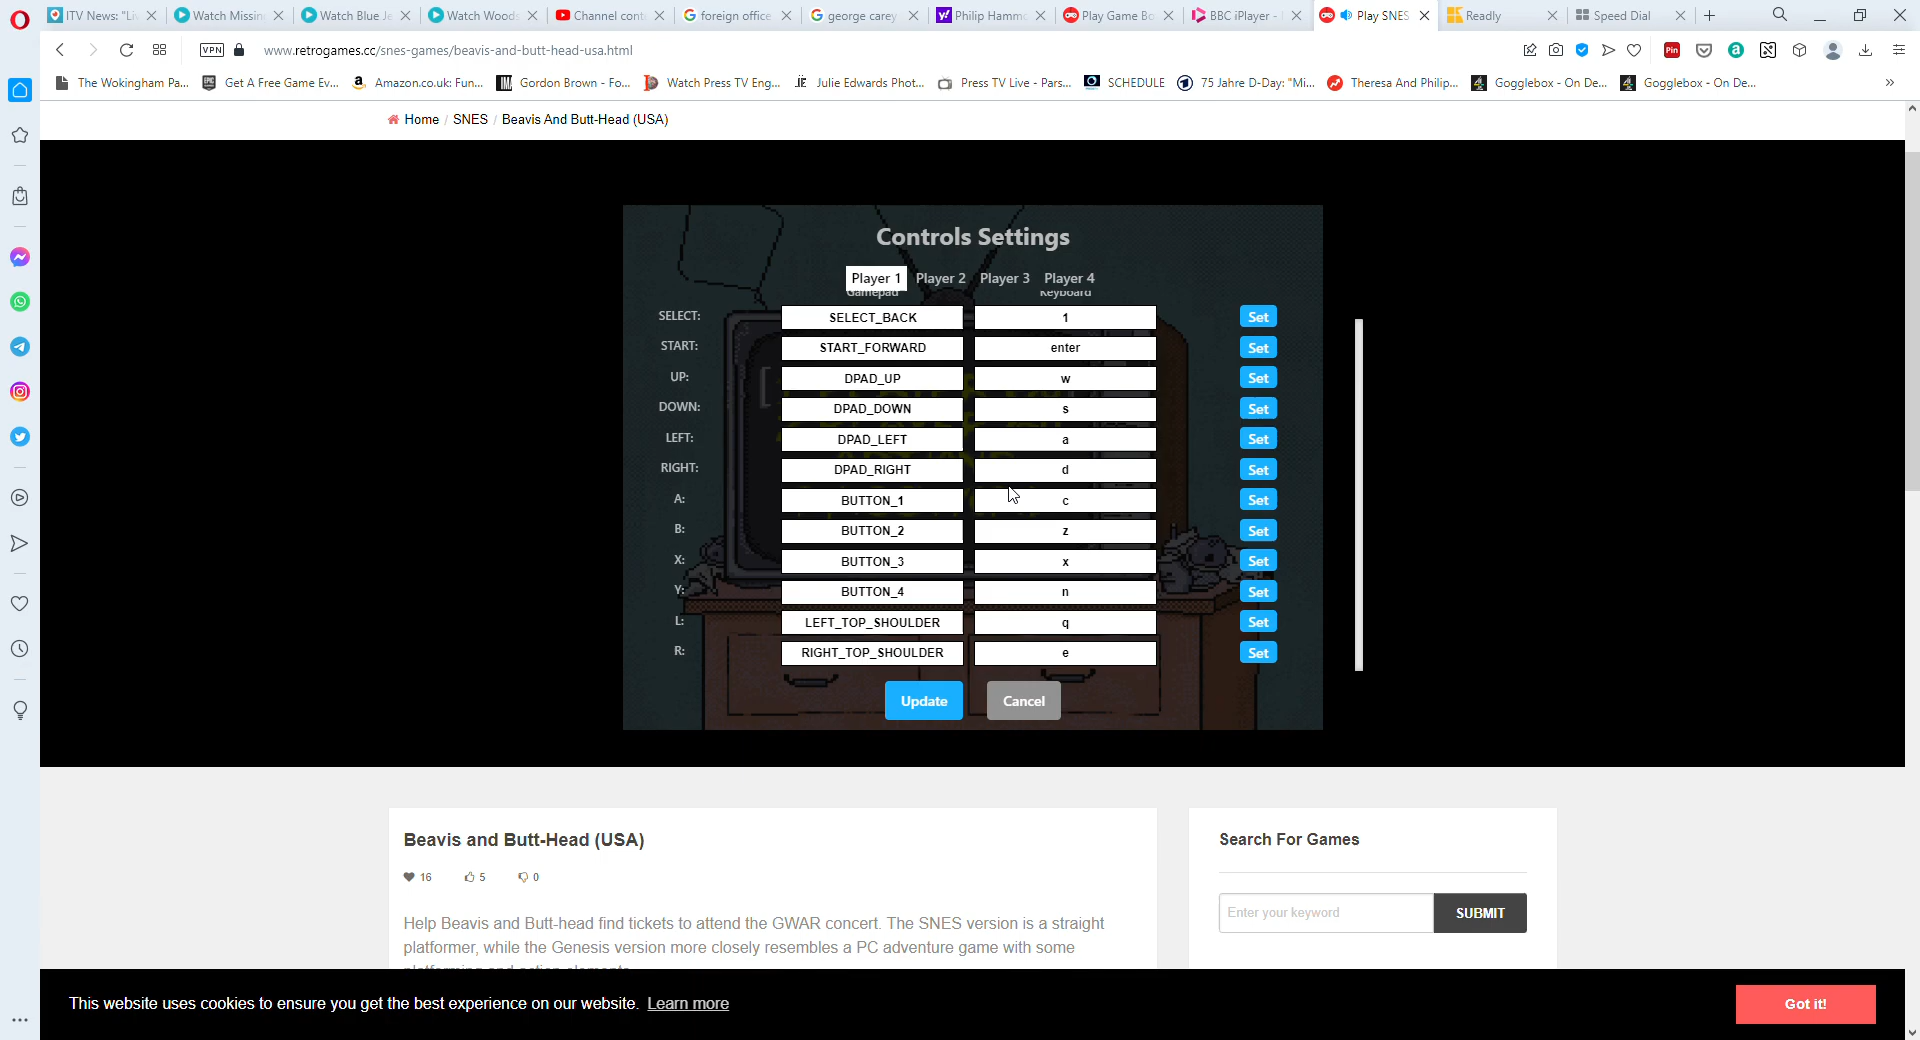 ITV News: "Li
Watch Missin
Watch Blue Je
Watch Woods
Channel cont
foreign office
george carey
Philip Hammo
Play Game Bo
BBC iPlayer -
Play SNES
Readly
Speed Dial
VPN
www.retrogames.cc/snes-games/beavis-and-butt-head-usa.html
Pin
The Wokingham Pa...
Get A Free Game Ev...
Amazon.co.uk: Fun...
Gordon Brown - Fo...
Watch Press TV Eng...
Julie Edwards Phot...
Press TV Live - Pars...
SCHEDULE
75 Jahre D-Day: "Mi...
Theresa And Philip...
Gogglebox - On De...
Gogglebox - On De...
Home / SNES / Beavis And Butt-Head (USA)
Controls Settings
Player 1 Player 2 Player 3 Player 4
Gamepad Keyboard
SELECT: SELECT_BACK 1 Set
START: START_FORWARD enter Set
UP: DPAD_UP w Set
DOWN: DPAD_DOWN s Set
LEFT: DPAD_LEFT a Set
RIGHT: DPAD_RIGHT d Set
A: BUTTON_1 c Set
B: BUTTON_2 z Set
X: BUTTON_3 x Set
Y: BUTTON_4 n Set
L: LEFT_TOP_SHOULDER q Set
R: RIGHT_TOP_SHOULDER e Set
Update Cancel
Beavis and Butt-Head (USA)
16 5 0
Help Beavis and Butt-head find tickets to attend the GWAR concert. The SNES version is a straight
platformer, while the Genesis version more closely resembles a PC adventure game with some
Search For Games
Enter your keyword
SUBMIT
This website uses cookies to ensure you get the best experience on our website. Learn more
Got it!